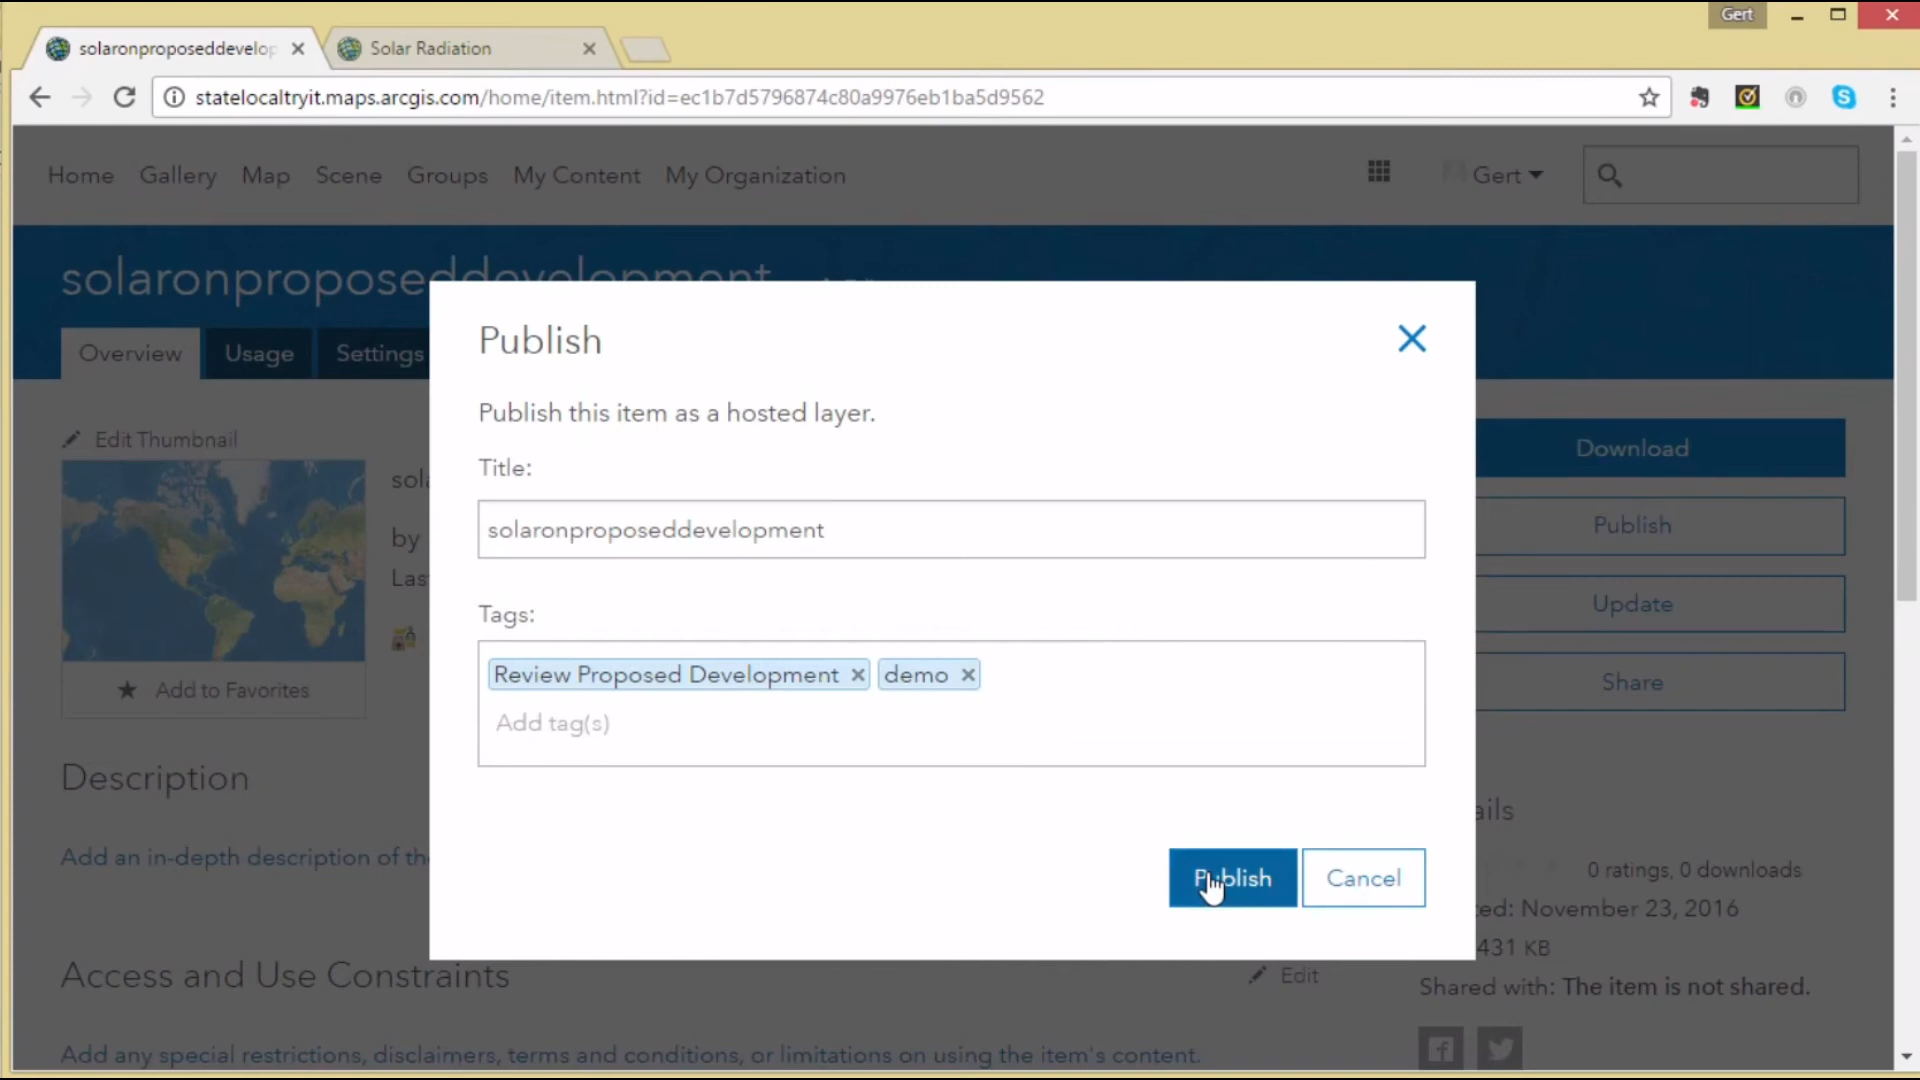 Gert
solaronproposeddevelop
Solar Radiation
statelocaltryit.maps.arcgis.com/home/item.html?id=ec1b7d5796874c80a9976eb1ba5d9562
Home Gallery Map Scene Groups My Content My Organization
Gert
solaronproposeddevelopment
Overview Usage Settings
Publish
Publish this item as a hosted layer.
Title:
solaronproposeddevelopment
Tags:
Review Proposed Development × demo ×
Add tag(s)
Publish Cancel
Edit Thumbnail
sol
by
Las
Add to Favorites
Download
Publish
Update
Share
Description
Add an in-depth description of th
Access and Use Constraints
Edit
Add any special restrictions, disclaimers, terms and conditions, or limitations on using the item's content.
ails
0 ratings, 0 downloads
ed: November 23, 2016
431 KB
Shared with: The item is not shared.